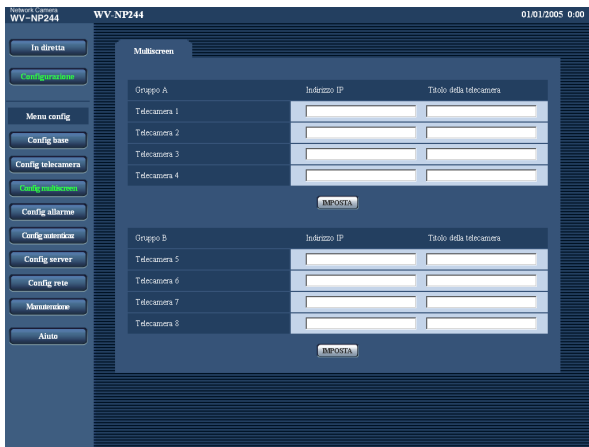 Network Camera
WV-NP244
WV-NP244 01/01/2005 0:00
In diretta
Configurazione
Menu config
Config base
Config telecamera
Config multiscreen
Config allarme
Config autenticaz
Config server
Config rete
Manutenzione
Aiuto
Multiscreen
Gruppo A Indirizzo IP Titolo della telecamera
Telecamera 1
Telecamera 2
Telecamera 3
Telecamera 4
IMPOSTA
Gruppo B Indirizzo IP Titolo della telecamera
Telecamera 5
Telecamera 6
Telecamera 7
Telecamera 8
IMPOSTA